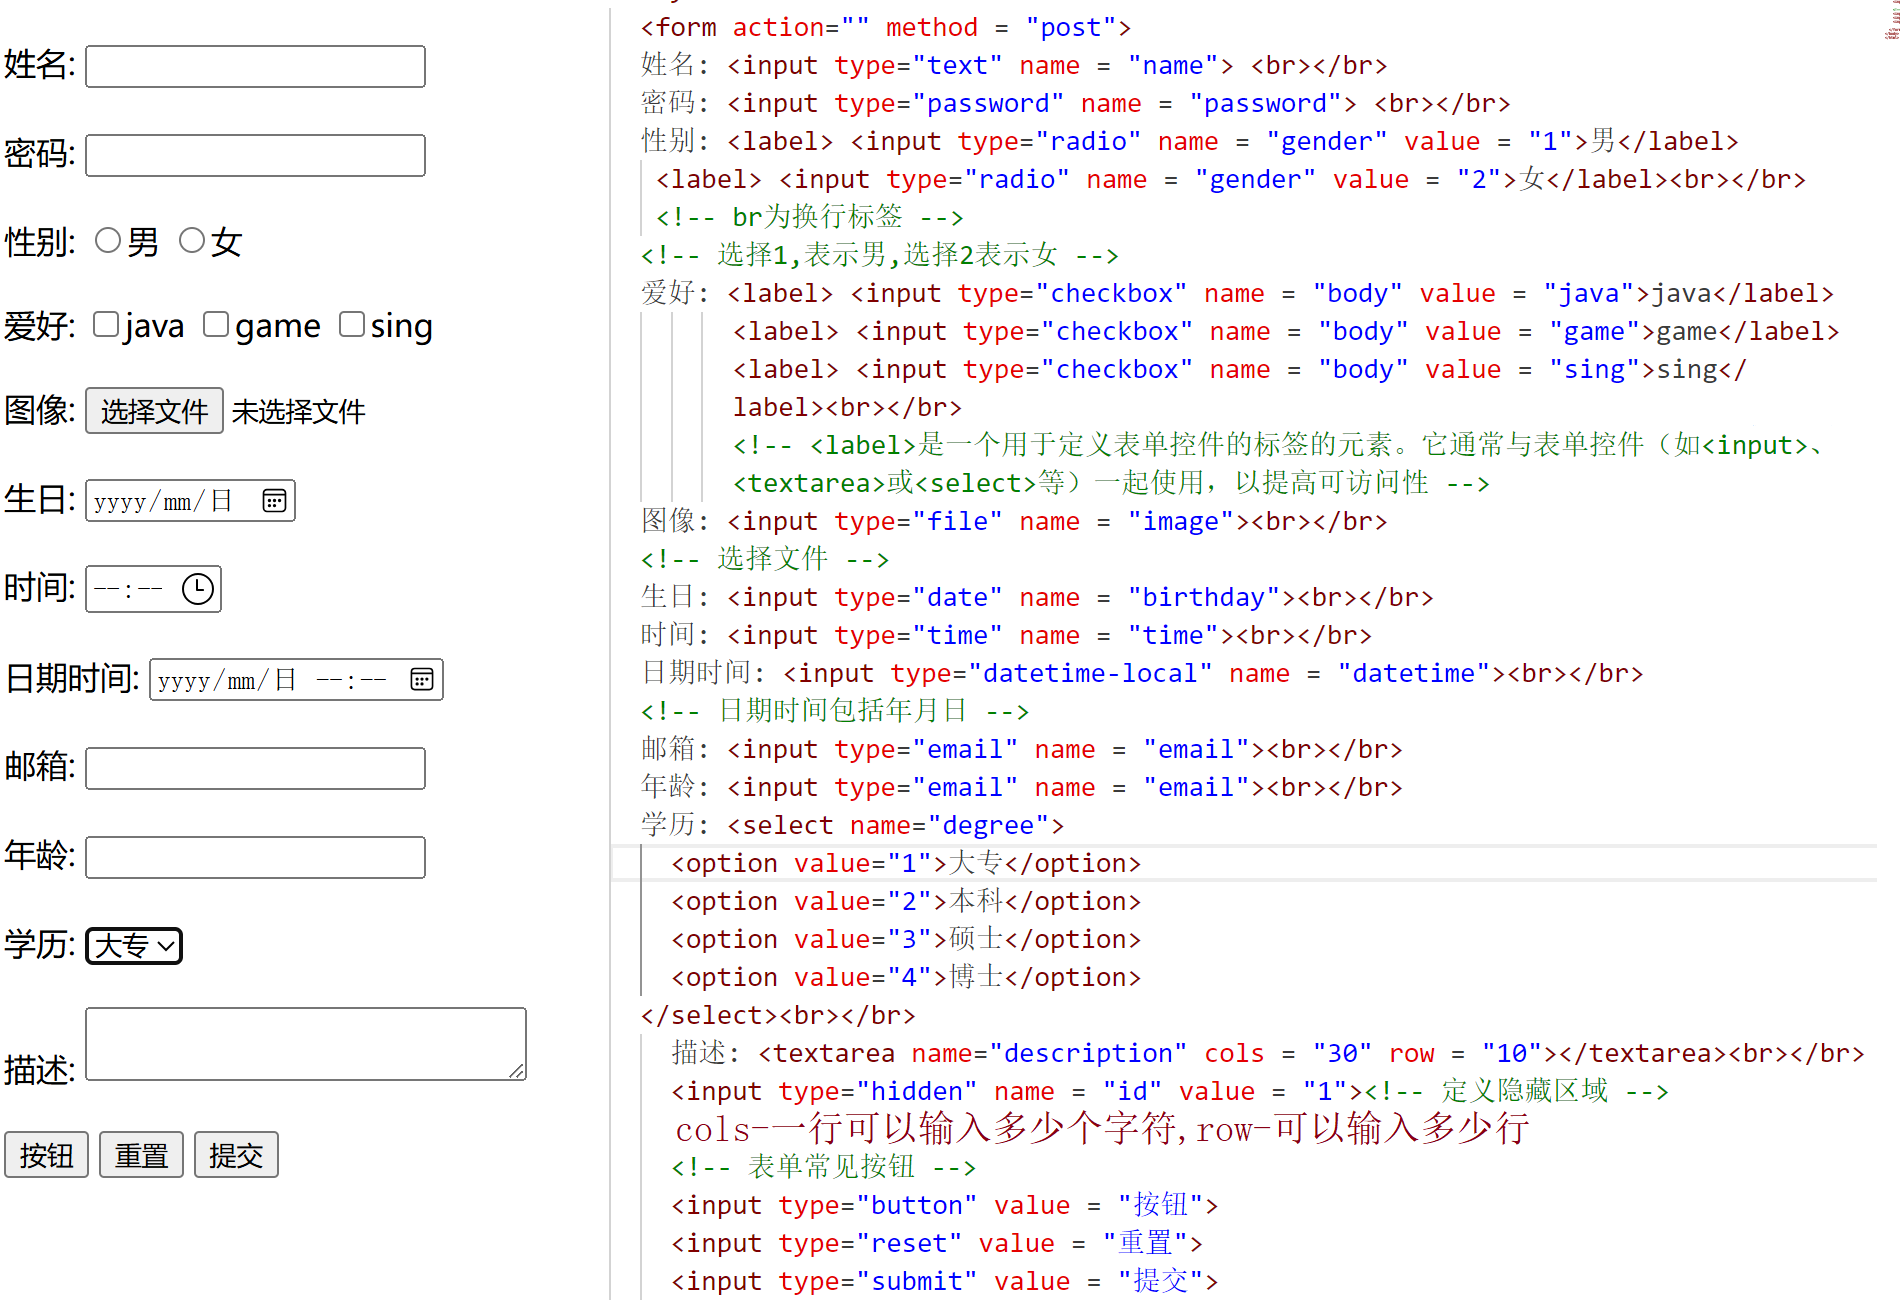 姓名:
密码:
性别: 男 女
爱好: java game sing
图像: 选择文件 未选择文件
生日: yyyy/mm/日
时间: --:--
日期时间: yyyy/mm/日 --:--
邮箱:
年龄:
学历: 大专
描述:
按钮 重置 提交
<form action="" method = "post">
姓名: <input type="text" name = "name"> <br></br>
密码: <input type="password" name = "password"> <br></br>
性别: <label> <input type="radio" name = "gender" value = "1">男</label>
<label> <input type="radio" name = "gender" value = "2">女</label><br></br>
<!-- br为换行标签 -->
<!-- 选择1,表示男,选择2表示女 -->
爱好: <label> <input type="checkbox" name = "body" value = "java">java</label>
<label> <input type="checkbox" name = "body" value = "game">game</label>
<label> <input type="checkbox" name = "body" value = "sing">sing</
label><br></br>
<!-- <label>是一个用于定义表单控件的标签的元素。它通常与表单控件（如<input>、
<textarea>或<select>等）一起使用，以提高可访问性 -->
图像: <input type="file" name = "image"><br></br>
<!-- 选择文件 -->
生日: <input type="date" name = "birthday"><br></br>
时间: <input type="time" name = "time"><br></br>
日期时间: <input type="datetime-local" name = "datetime"><br></br>
<!-- 日期时间包括年月日 -->
邮箱: <input type="email" name = "email"><br></br>
年龄: <input type="email" name = "email"><br></br>
学历: <select name="degree">
<option value="1">大专</option>
<option value="2">本科</option>
<option value="3">硕士</option>
<option value="4">博士</option>
</select><br></br>
描述: <textarea name="description" cols = "30" row = "10"></textarea><br></br>
<input type="hidden" name = "id" value = "1"><!-- 定义隐藏区域 -->
cols-一行可以输入多少个字符,row-可以输入多少行
<!-- 表单常见按钮 -->
<input type="button" value = "按钮">
<input type="reset" value = "重置">
<input type="submit" value = "提交">